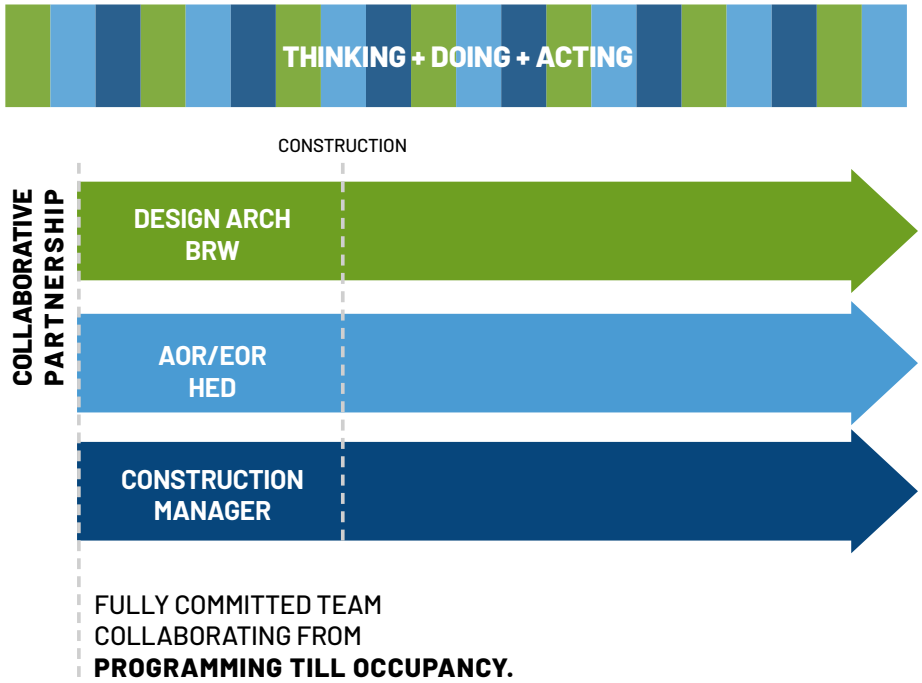 THINKING + DOING + ACTING
CONSTRUCTION
COLLABORATIVE
PARTNERSHIP
DESIGN ARCH
BRW
AOR/EOR
HED
CONSTRUCTION
MANAGER
FULLY COMMITTED TEAM
COLLABORATING FROM
PROGRAMMING TILL OCCUPANCY.